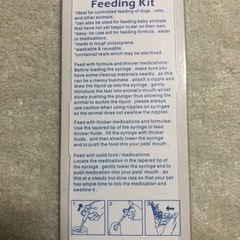 Feeding Kit
*ideal for controlled feeding of dogs , cats,
and other animals.
*can also be used for feeding baby animals
that have not yet begun to eat on their own.
*easy-to-use aid for feeding formula , water
or medications.
*made in tough polystyrene.
*washable & reusable .
*contains2 teats which may be sterilized
Feed with formula and thinner medications:
Before loading the syringe , make sure you
have some cleanup materials nearby , as this
can be a messy business . attach a nipple and
draw the liquid up into the syringe . gently
introduce the teat into animal's mouth whilst
slowly pushing the plunger thus allowing the
animal to suckle the liquid . please always use
caution when using nipples on syringes
so the animal does not swallow the nipples.
Feed with thicker medications and formulas:
Use the tapered tip of the syringe to feed
thicker fluids . fill the syringe with thicker
fluids , and then slowly lower the syringe
end to push the food into your pets' mouth .
Feed with solid food / medications:
Locate the medication in the tapered tip of
the syringe . gently lower the syringe end to
push medication into your pets' mouth . do
this at a steady but slow rate so that your pet
has ample time to lick the medication and
swallow it .
1
2
3